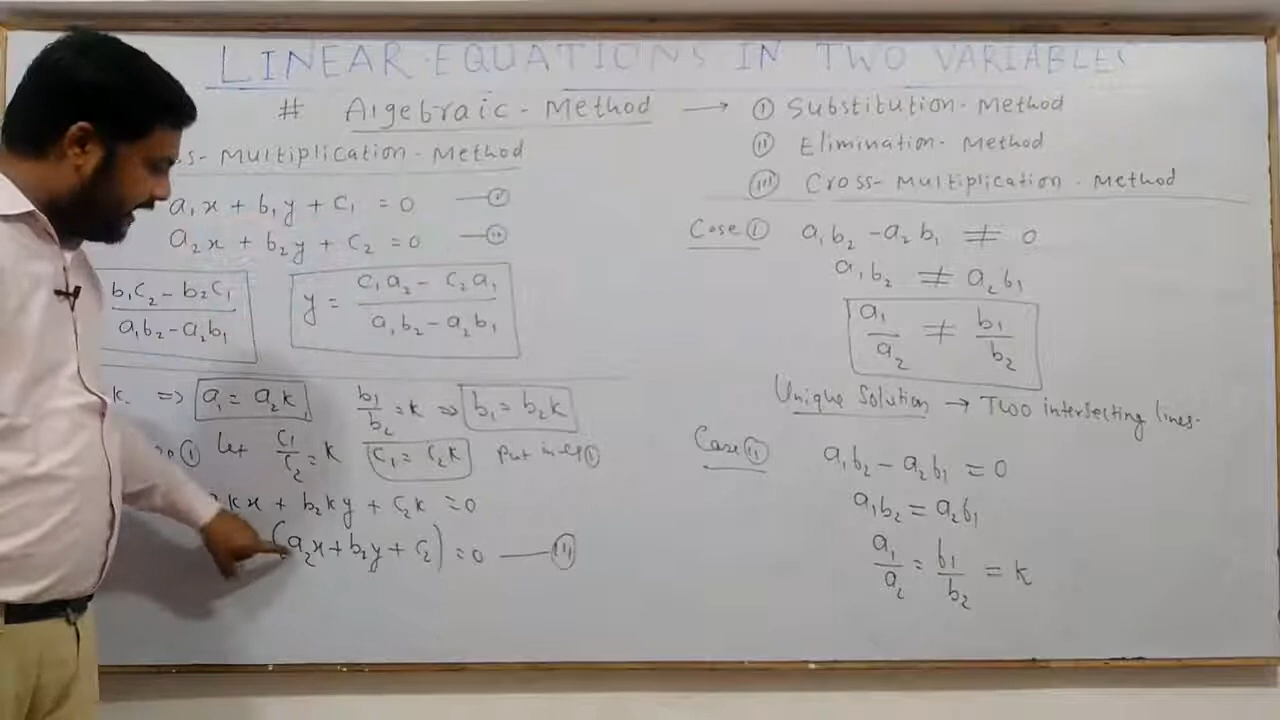 LINEAR EQUATIONS IN TWO VARIABLES
# Algebraic - Method → (I) Substitution - Method
(II) Elimination - Method
(III) Cross - Multiplication - Method
s - Multiplication - Method
a₁x + b₁y + c₁ = 0 —(I)
a₂x + b₂y + c₂ = 0 —(II)
b₁c₂ - b₂c₁ / a₁b₂ - a₂b₁
y = c₁a₂ - c₂a₁ / a₁b₂ - a₂b₁
k ⇒ a₁ = a₂k b₁/b₂ = k ⇒ b₁ = b₂k
(I) let c₁/c₂ = k c₁ = c₂k Put in (I)
kx + b₂ky + c₂k = 0
(a₂x + b₂y + c₂) = 0 —(III)
Case (I) a₁b₂ - a₂b₁ ≠ 0
a₁b₂ ≠ a₂b₁
a₁/a₂ ≠ b₁/b₂
Unique Solution → Two intersecting lines.
Case (II) a₁b₂ - a₂b₁ = 0
a₁b₂ = a₂b₁
a₁/a₂ = b₁/b₂ = k